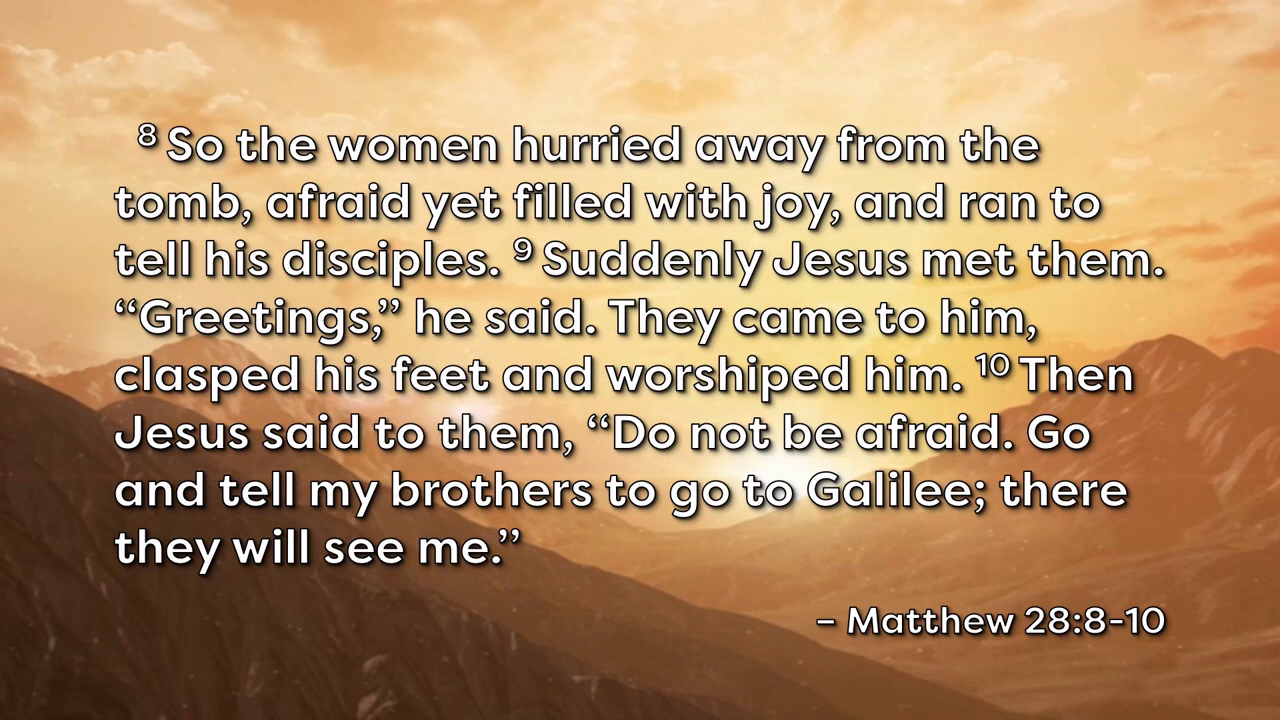 ⁸ So the women hurried away from the
tomb, afraid yet filled with joy, and ran to
tell his disciples. ⁹ Suddenly Jesus met them.
“Greetings,” he said. They came to him,
clasped his feet and worshiped him. ¹⁰ Then
Jesus said to them, “Do not be afraid. Go
and tell my brothers to go to Galilee; there
they will see me.”
– Matthew 28:8-10